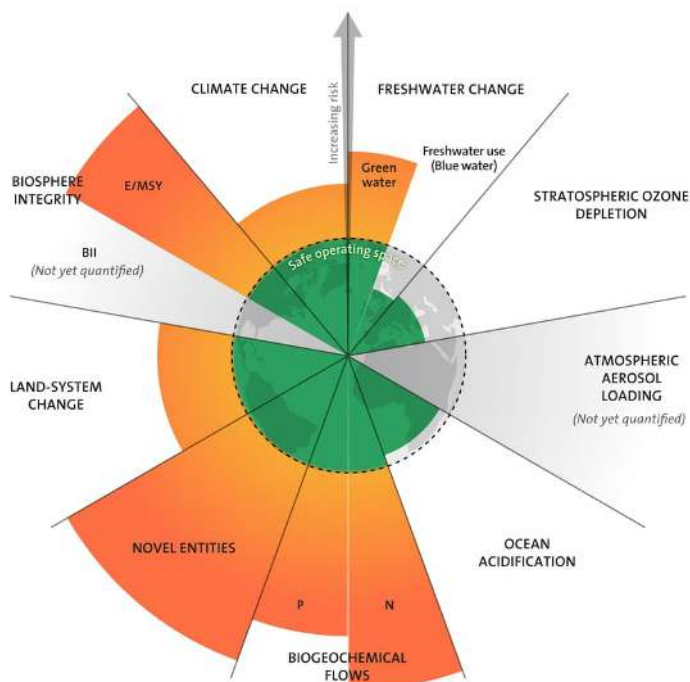 CLIMATE CHANGE
FRESHWATER CHANGE
Increasing risk
Green
water
Freshwater use
(Blue water)
STRATOSPHERIC OZONE
DEPLETION
BIOSPHERE
INTEGRITY
E/MSY
BII
(Not yet quantified)
Safe operating space
LAND-SYSTEM
CHANGE
ATMOSPHERIC
AEROSOL
LOADING
(Not yet quantified)
NOVEL ENTITIES
OCEAN
ACIDIFICATION
P
N
BIOGEOCHEMICAL
FLOWS